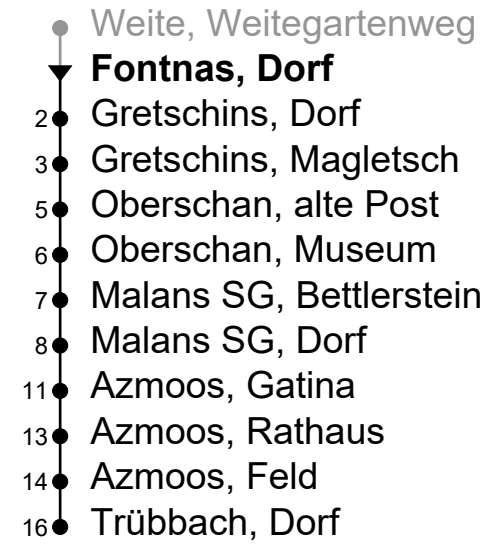 Weite, Weitegartenweg
Fontnas, Dorf
2 Gretschins, Dorf
3 Gretschins, Magletsch
5 Oberschan, alte Post
6 Oberschan, Museum
7 Malans SG, Bettlerstein
8 Malans SG, Dorf
11 Azmoos, Gatina
13 Azmoos, Rathaus
14 Azmoos, Feld
16 Trübbach, Dorf